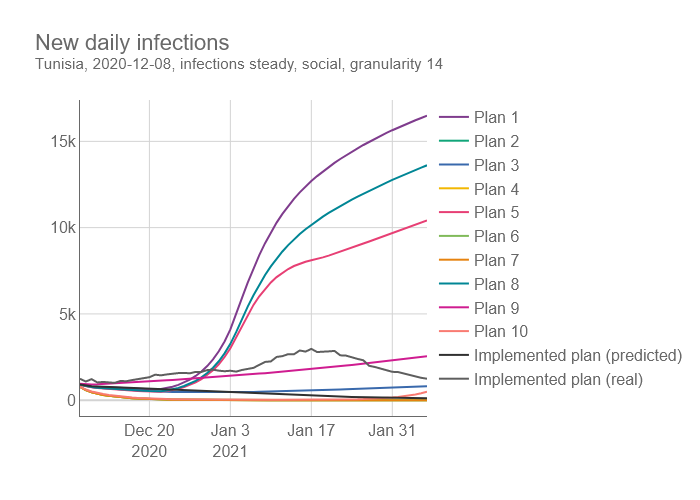 New daily infections
Tunisia, 2020-12-08, infections steady, social, granularity 14
15k
10k
5k
0
Dec 20
2020
Jan 3
2021
Jan 17
Jan 31
Plan 1
Plan 2
Plan 3
Plan 4
Plan 5
Plan 6
Plan 7
Plan 8
Plan 9
Plan 10
Implemented plan (predicted)
Implemented plan (real)